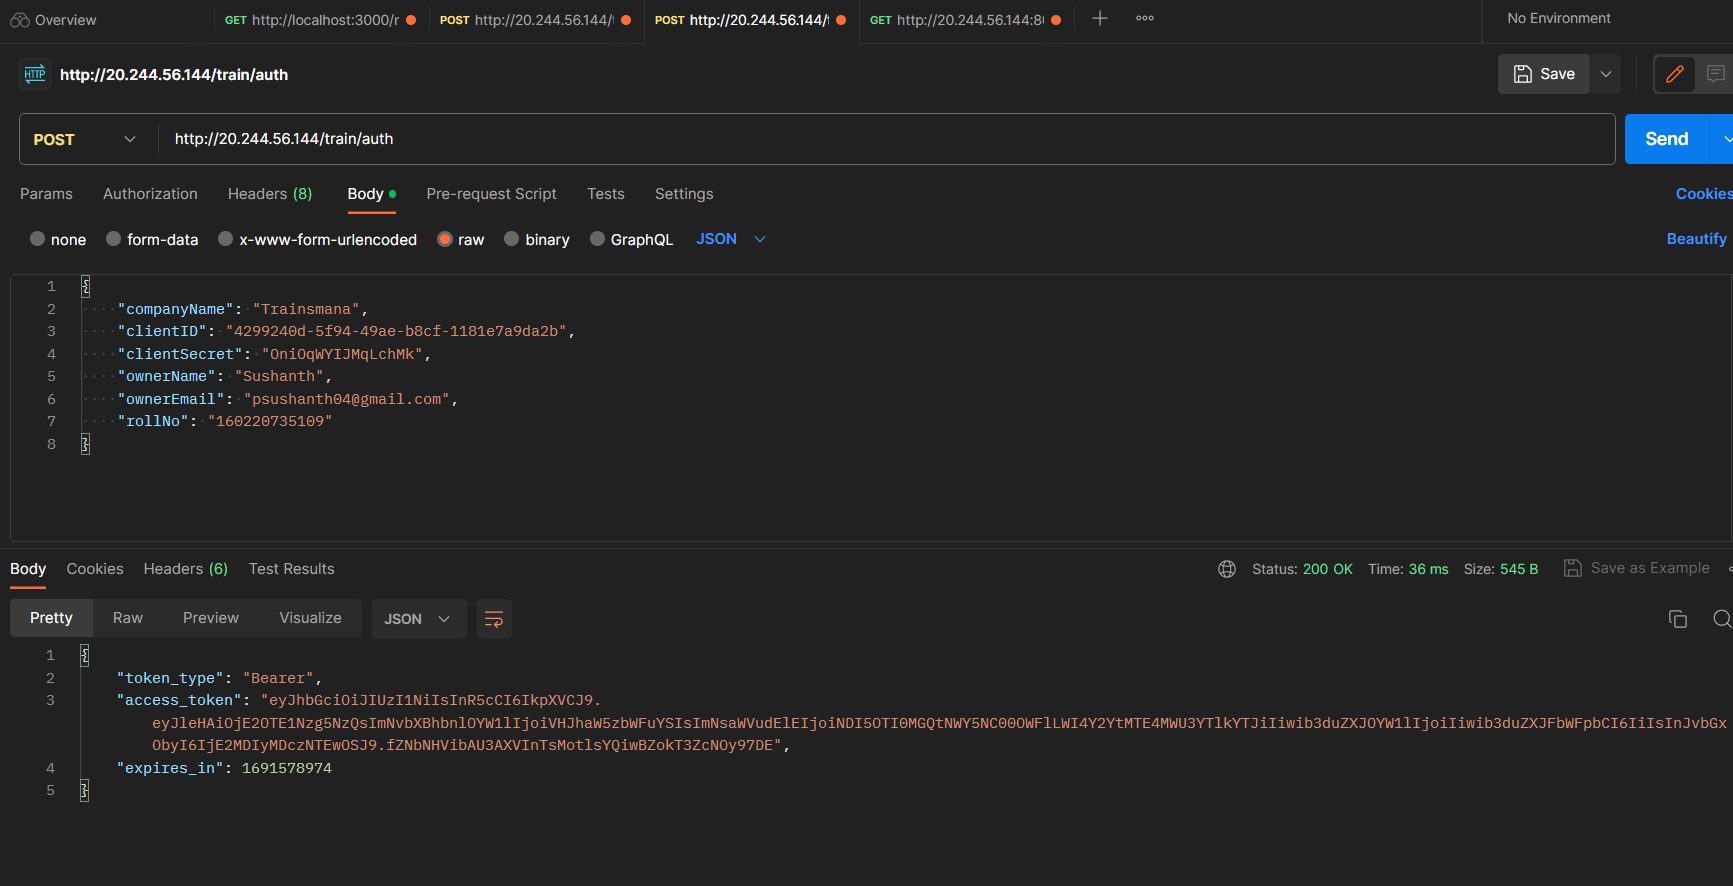 Overview
GET http://localhost:3000/r
POST http://20.244.56.144/t
POST http://20.244.56.144/t
GET http://20.244.56.144:80
No Environment
HTTP http://20.244.56.144/train/auth
Save
POST http://20.244.56.144/train/auth
Send
Params Authorization Headers (8) Body Pre-request Script Tests Settings Cookies
none form-data x-www-form-urlencoded raw binary GraphQL JSON Beautify
1 {
2 "companyName": "Trainsmana",
3 "clientID": "4299240d-5f94-49ae-b8cf-1181e7a9da2b",
4 "clientSecret": "OniOqWYIJMqLchMk",
5 "ownerName": "Sushanth",
6 "ownerEmail": "psushanth04@gmail.com",
7 "rollNo": "160220735109"
8 }
Body Cookies Headers (6) Test Results Status: 200 OK Time: 36 ms Size: 545 B Save as Example
Pretty Raw Preview Visualize JSON
1 {
2 "token_type": "Bearer",
3 "access_token": "eyJhbGciOiJIUzI1NiIsInR5cCI6IkpXVCJ9.
eyJleHAiOjE2OTE1Nzg5NzQsImNvbXBhbnlOYW1lIjoiVHJhaW5zbWFuYSIsImNsaWVudElEIjoiNDI5OTI0MGQtNWY5NC00OWFlLWI4Y2YtMTE4MWU3YTlkYTJiIiwib3duZXJOYW1lIjoiIiwib3duZXJFbWFpbCI6IiIsInJvbGx
ObyI6IjE2MDIyMDczNTEwOSJ9.fZNbNHVibAU3AXVInTsMotlsYQiwBZokT3ZcNOy97DE",
4 "expires_in": 1691578974
5 }